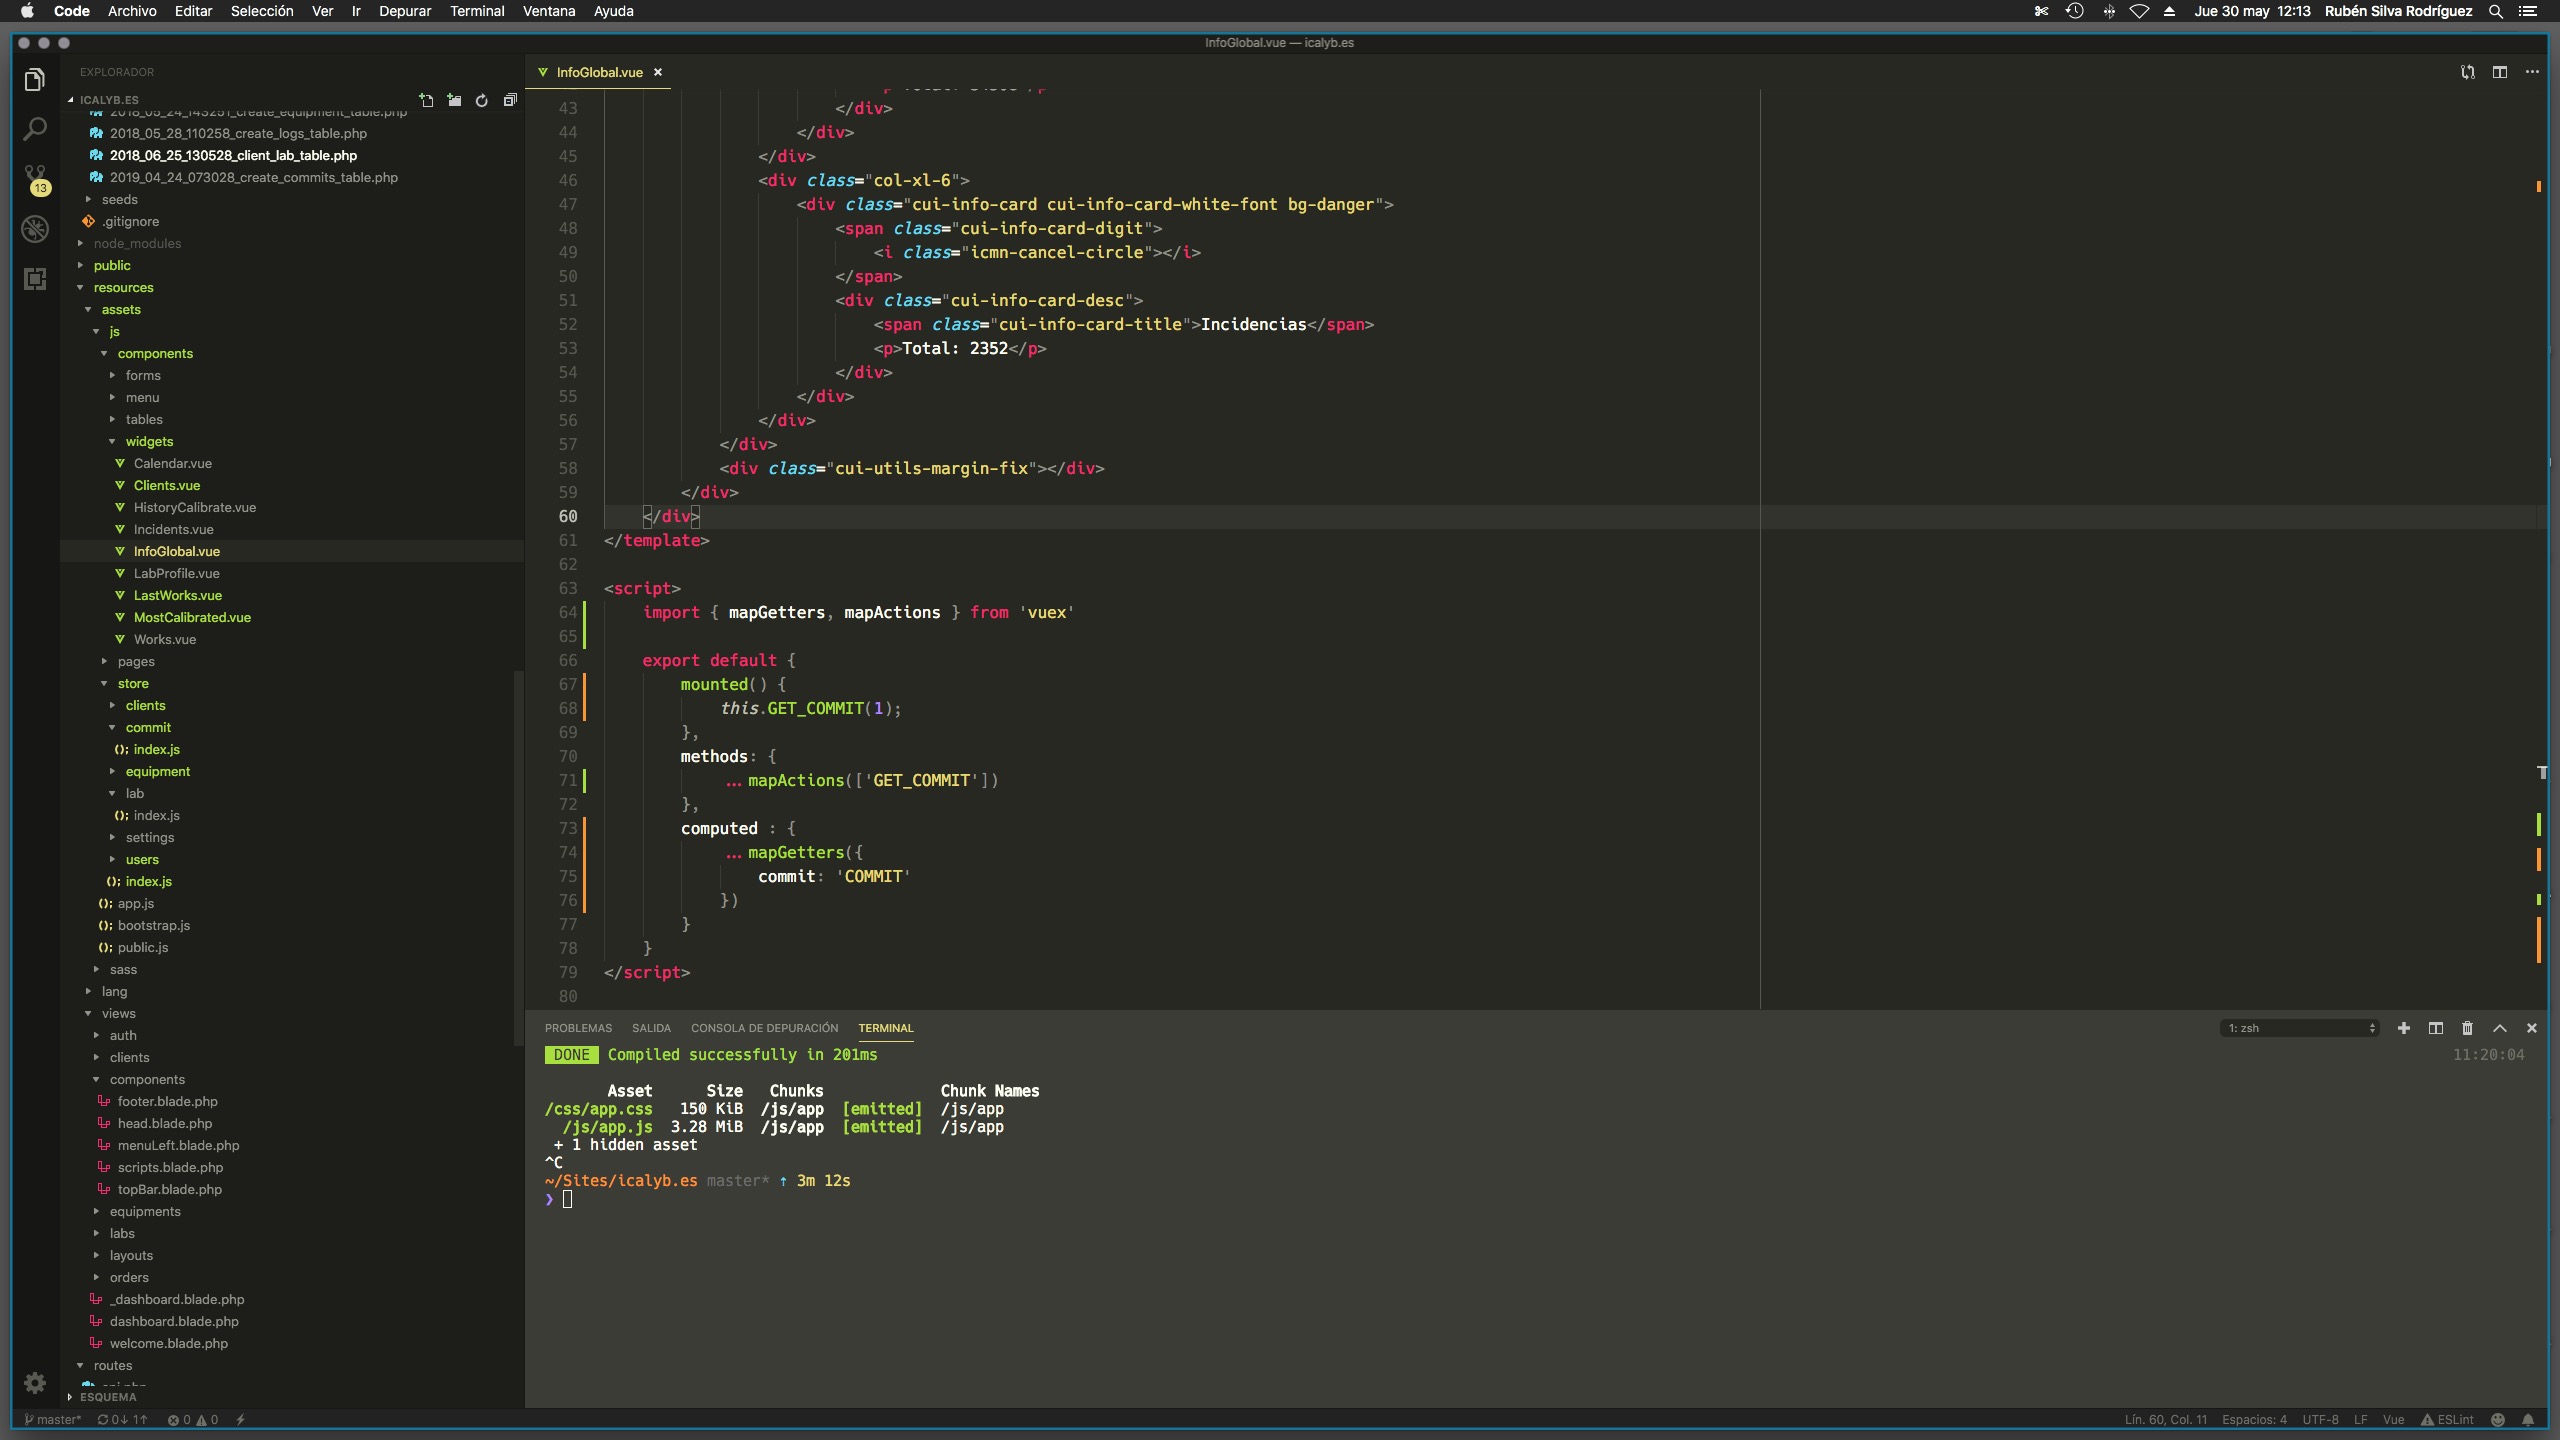 Code Archivo Editar Selección Ver Ir Depurar Terminal Ventana Ayuda
Jue 30 may 12:13 Rubén Silva Rodríguez
InfoGlobal.vue — icalyb.es
EXPLORADOR
ICALYB.ES
2018_05_24_143251_create_equipment_table.php
2018_05_28_110258_create_logs_table.php
2018_06_25_130528_client_lab_table.php
2019_04_24_073028_create_commits_table.php
seeds
.gitignore
node_modules
public
resources
assets
js
components
forms
menu
tables
widgets
Calendar.vue
Clients.vue
HistoryCalibrate.vue
Incidents.vue
InfoGlobal.vue
LabProfile.vue
LastWorks.vue
MostCalibrated.vue
Works.vue
pages
store
clients
commit
index.js
equipment
lab
index.js
settings
users
index.js
app.js
bootstrap.js
public.js
sass
lang
views
auth
clients
components
footer.blade.php
head.blade.php
menuLeft.blade.php
scripts.blade.php
topBar.blade.php
equipments
labs
layouts
orders
_dashboard.blade.php
dashboard.blade.php
welcome.blade.php
routes
ESQUEMA
13
InfoGlobal.vue
43 </div>
44 </div>
45 </div>
46 <div class="col-xl-6">
47 <div class="cui-info-card cui-info-card-white-font bg-danger">
48 <span class="cui-info-card-digit">
49 <i class="icmn-cancel-circle"></i>
50 </span>
51 <div class="cui-info-card-desc">
52 <span class="cui-info-card-title">Incidencias</span>
53 <p>Total: 2352</p>
54 </div>
55 </div>
56 </div>
57 </div>
58 <div class="cui-utils-margin-fix"></div>
59 </div>
60 </div>
61 </template>
62
63 <script>
64 import { mapGetters, mapActions } from 'vuex'
65
66 export default {
67 mounted() {
68 this.GET_COMMIT(1);
69 },
70 methods: {
71 ...mapActions(['GET_COMMIT'])
72 },
73 computed : {
74 ...mapGetters({
75 commit: 'COMMIT'
76 })
77 }
78 }
79 </script>
80
PROBLEMAS SALIDA CONSOLA DE DEPURACIÓN TERMINAL
1: zsh
DONE Compiled successfully in 201ms 11:20:04
Asset Size Chunks Chunk Names
/css/app.css 150 KiB /js/app [emitted] /js/app
/js/app.js 3.28 MiB /js/app [emitted] /js/app
+ 1 hidden asset
^C
~/Sites/icalyb.es master* ↑ 3m 12s
❯
master* 0↓ 1↑ 0 0
Lín. 60, Col. 11 Espacios: 4 UTF-8 LF Vue ESLint